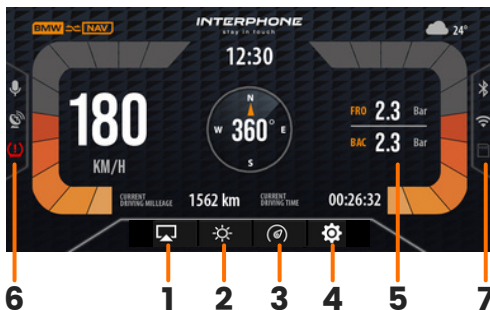 BMW NAV
INTERPHONE
stay in touch
24°
12:30
180
KM/H
N
W 360° E
S
FRO 2.3 Bar
BAC 2.3 Bar
CURRENT DRIVING MILLEAGE 1562 km
CURRENT DRIVING TIME 00:26:32
6 1 2 3 4 5 7